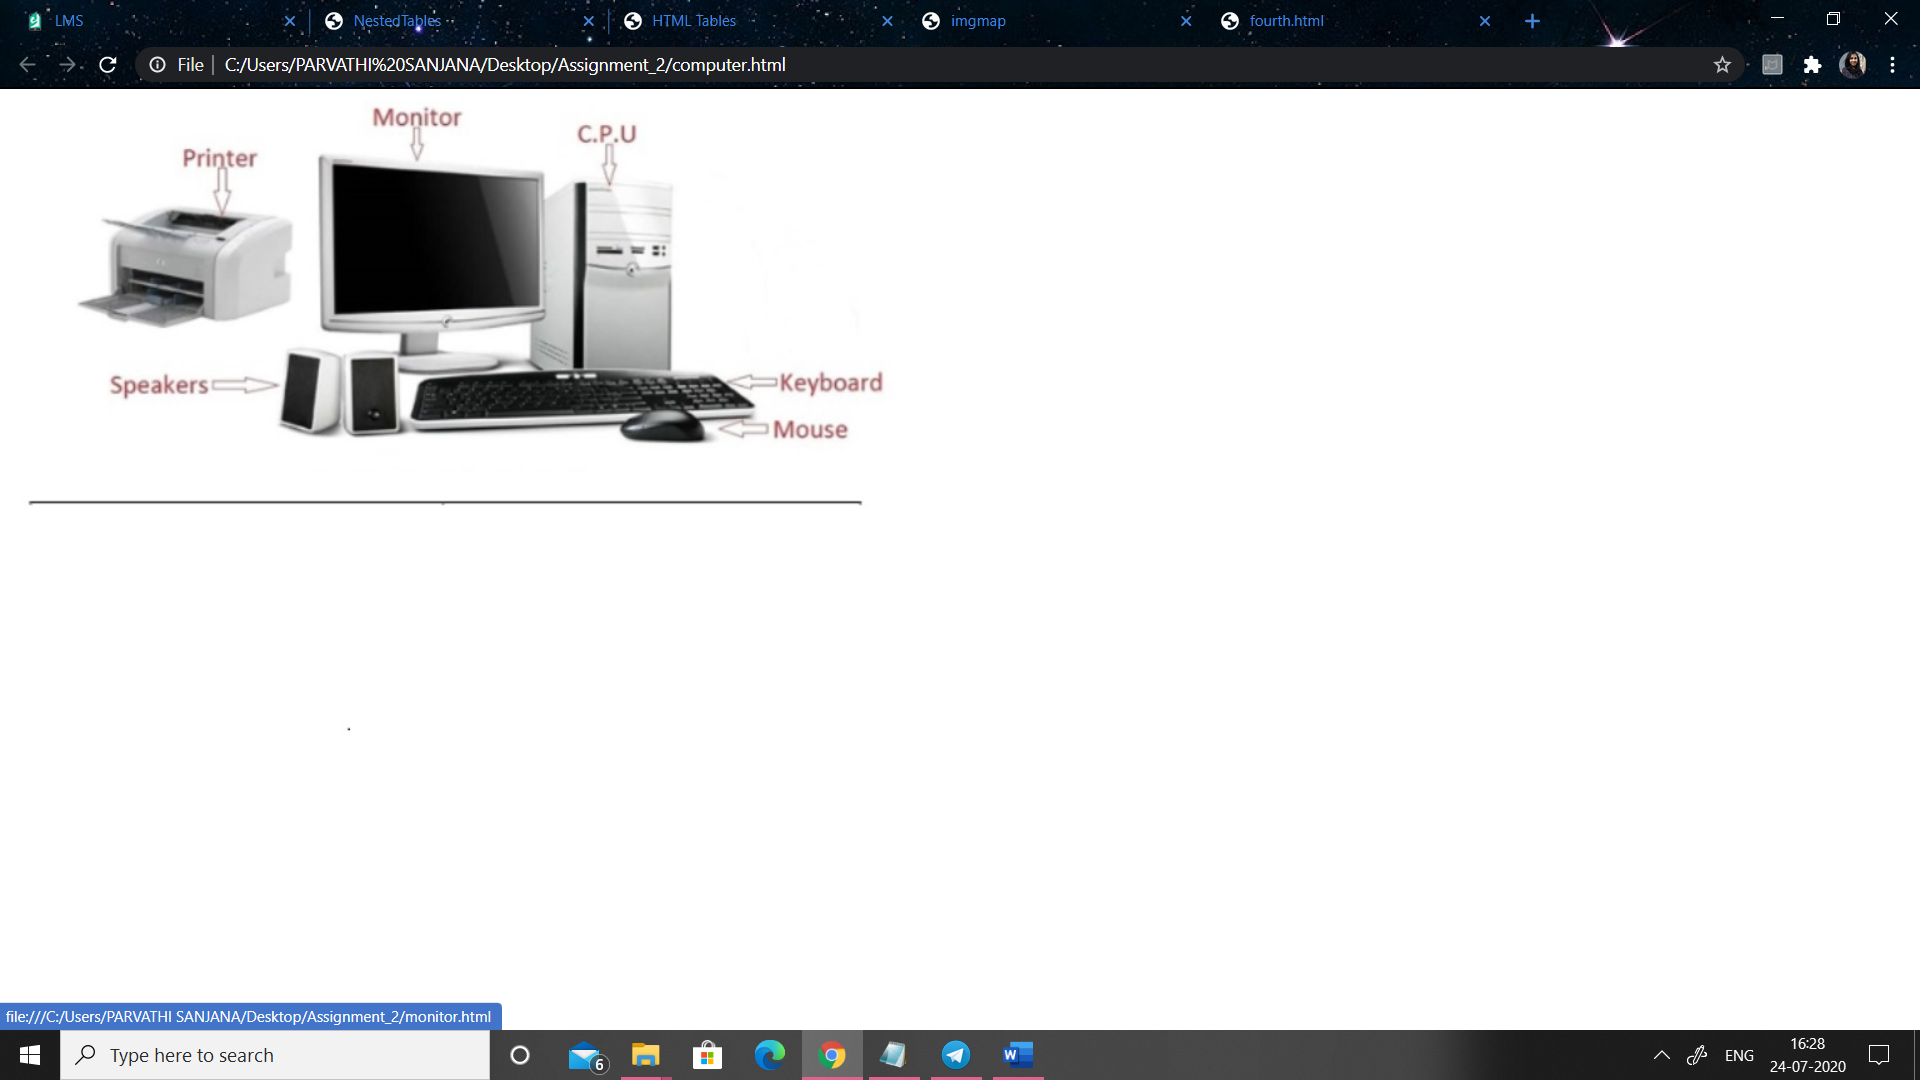 LMS
NestedTables
HTML Tables
imgmap
fourth.html
File
C:/Users/PARVATHI%20SANJANA/Desktop/Assignment_2/computer.html
Monitor
C.P.U
Printer
Speakers
Keyboard
Mouse
file:///C:/Users/PARVATHI SANJANA/Desktop/Assignment_2/monitor.html
Type here to search
6
W
ENG
16:28
24-07-2020